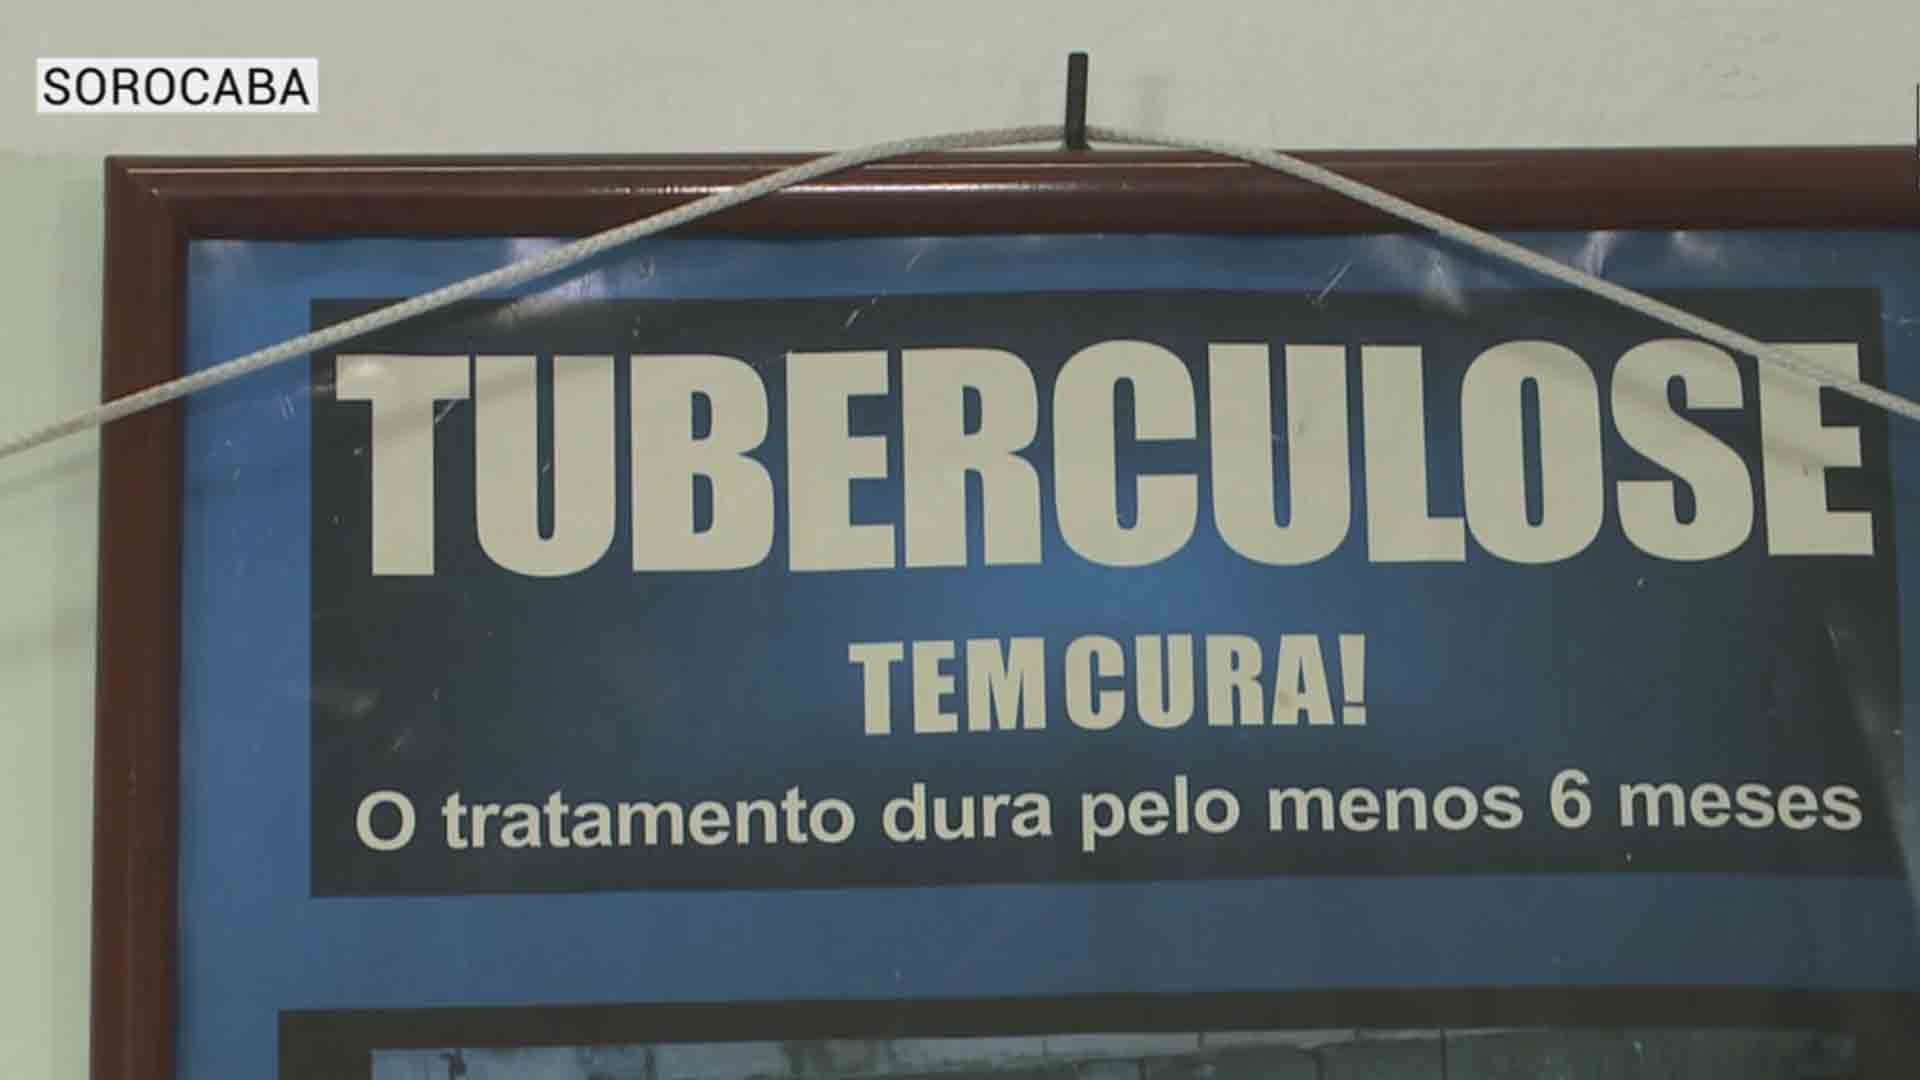 SOROCABA
TUBERCULOSE
TEM CURA!
O tratamento dura pelo menos 6 meses